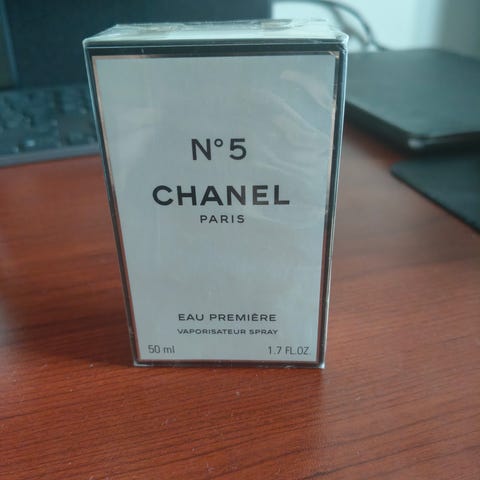 N°5
CHANEL
PARIS
EAU PREMIÈRE
VAPORISATEUR SPRAY
50 ml 1.7 FL.OZ.